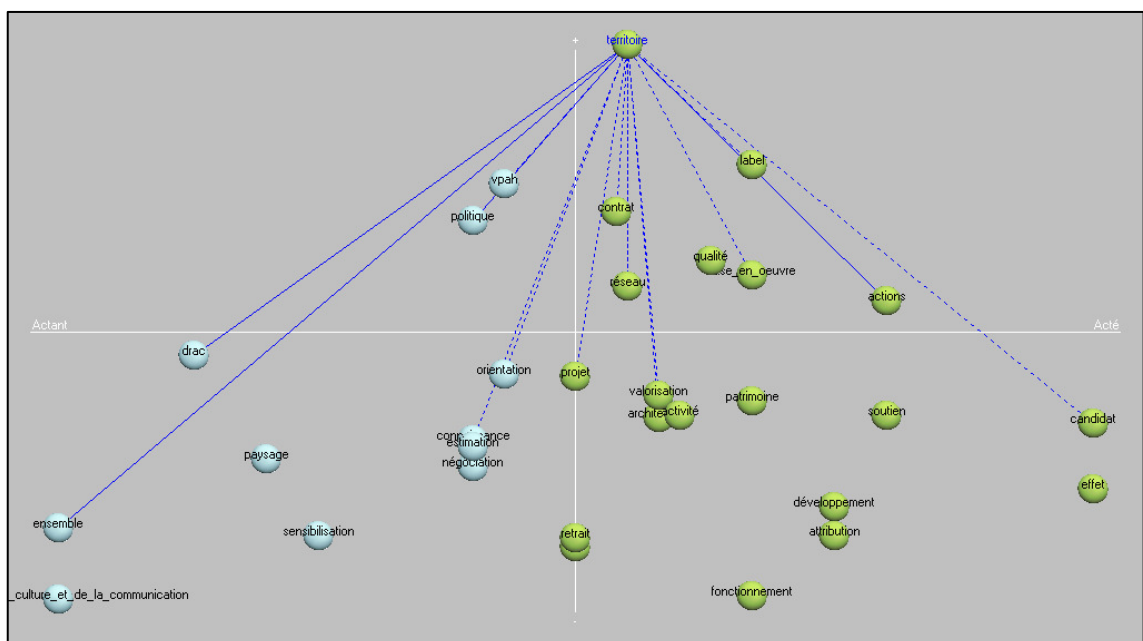 +
territoire
label
vpah
contrat
politique
qualité
se_en_oeuvre
réseau
actions
Actant
Acté
drac
orientation
projet
valorisation
patrimoine
archite
activité
soutien
candidat
estimation
paysage
négociation
effet
développement
ensemble
sensibilisation
retrait
attribution
_culture_et_de_la_communication
fonctionnement
-